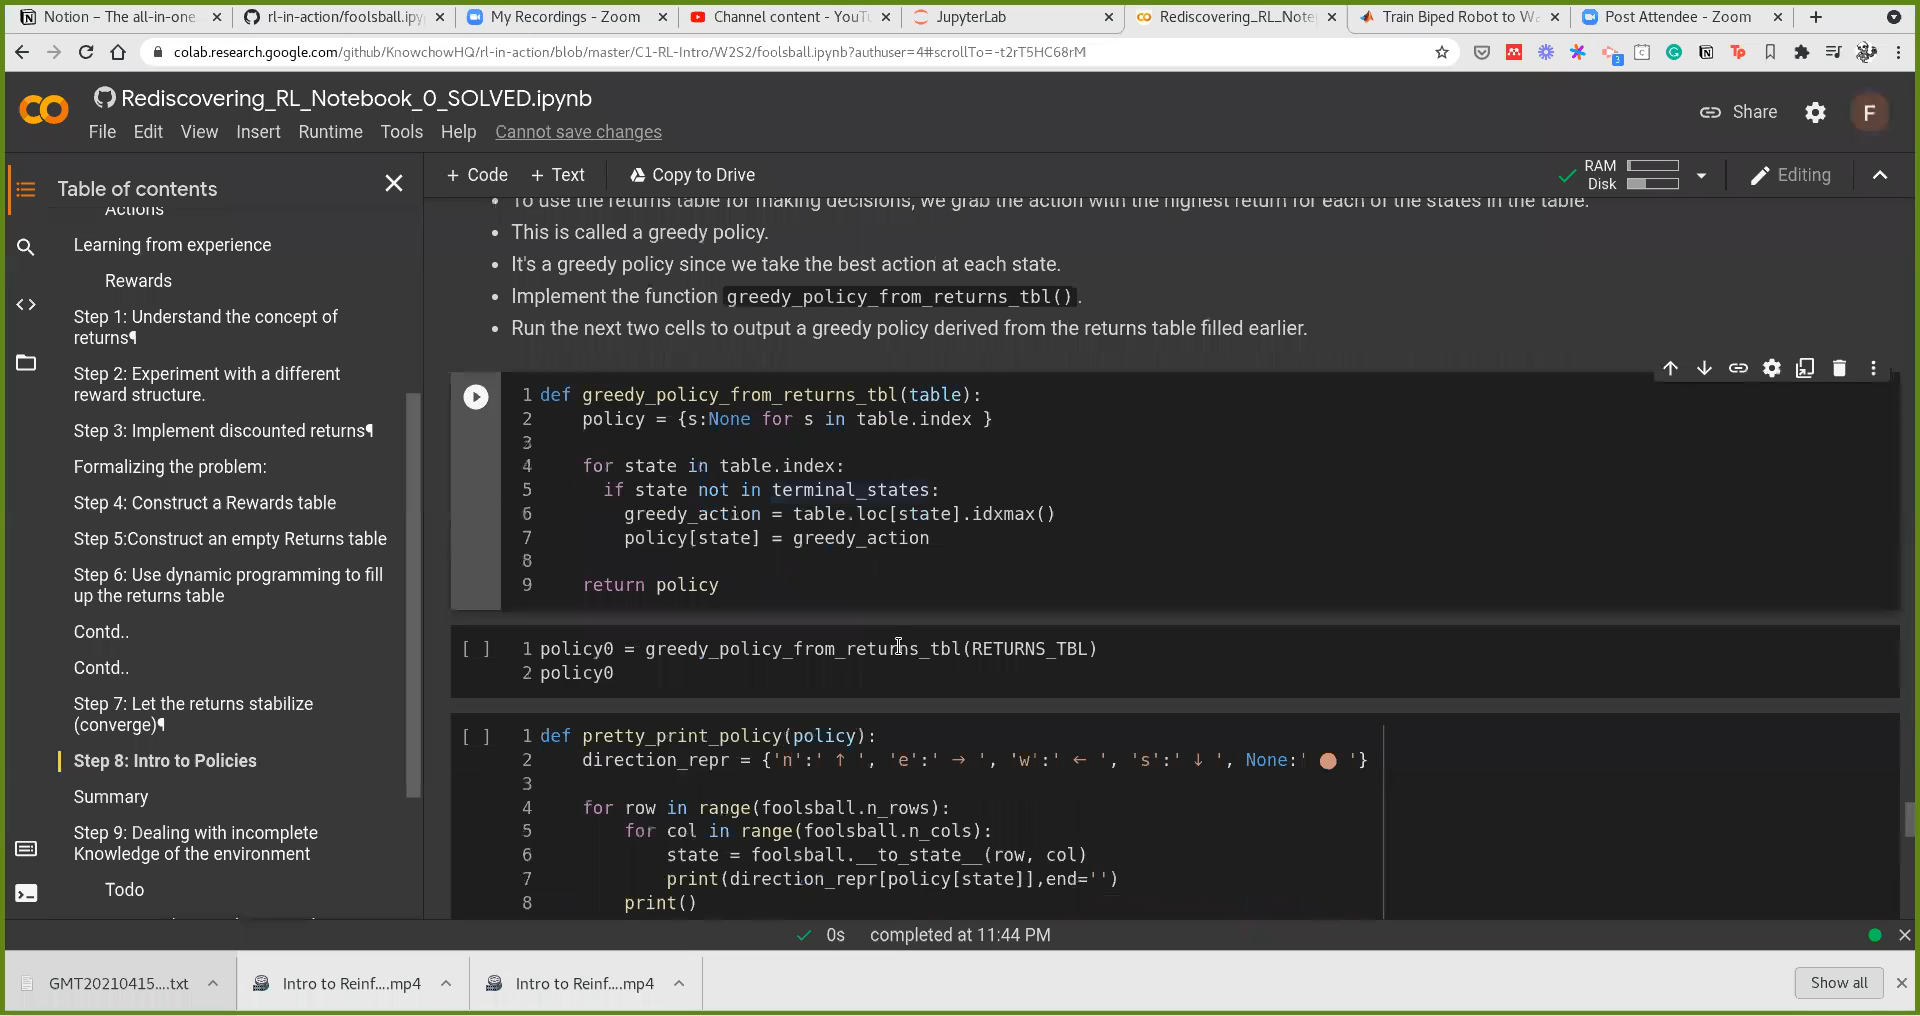 Notion – The all-in-one
rl-in-action/foolsball.ipy
My Recordings - Zoom
Channel content - YouTu
JupyterLab
Rediscovering_RL_Note
Train Biped Robot to Wa
Post Attendee - Zoom
colab.research.google.com/github/KnowchowHQ/rl-in-action/blob/master/C1-RL-Intro/W2S2/foolsball.ipynb?authuser=4#scrollTo=-t2rT5HC68rM
Rediscovering_RL_Notebook_0_SOLVED.ipynb
File Edit View Insert Runtime Tools Help Cannot save changes
Share
F
Table of contents
+ Code + Text Copy to Drive
RAM
Disk
Editing
Actions
Learning from experience
Rewards
Step 1: Understand the concept of
returns¶
Step 2: Experiment with a different
reward structure.
Step 3: Implement discounted returns¶
Formalizing the problem:
Step 4: Construct a Rewards table
Step 5:Construct an empty Returns table
Step 6: Use dynamic programming to fill
up the returns table
Contd..
Contd..
Step 7: Let the returns stabilize
(converge)¶
Step 8: Intro to Policies
Summary
Step 9: Dealing with incomplete
Knowledge of the environment
Todo
• To use the returns table for making decisions, we grab the action with the highest return for each of the states in the table.
• This is called a greedy policy.
• It's a greedy policy since we take the best action at each state.
• Implement the function greedy_policy_from_returns_tbl().
• Run the next two cells to output a greedy policy derived from the returns table filled earlier.
1 def greedy_policy_from_returns_tbl(table):
2     policy = {s:None for s in table.index }
3
4     for state in table.index:
5       if state not in terminal_states:
6         greedy_action = table.loc[state].idxmax()
7         policy[state] = greedy_action
8
9     return policy
[ ] 1 policy0 = greedy_policy_from_returns_tbl(RETURNS_TBL)
2 policy0
[ ] 1 def pretty_print_policy(policy):
2     direction_repr = {'n':' ↑ ', 'e':' → ', 'w':' ← ', 's':' ↓ ', None:' ● '}
3
4     for row in range(foolsball.n_rows):
5         for col in range(foolsball.n_cols):
6             state = foolsball.__to_state__(row, col)
7             print(direction_repr[policy[state]],end='')
8         print()
0s completed at 11:44 PM
GMT20210415....txt
Intro to Reinf....mp4
Intro to Reinf....mp4
Show all